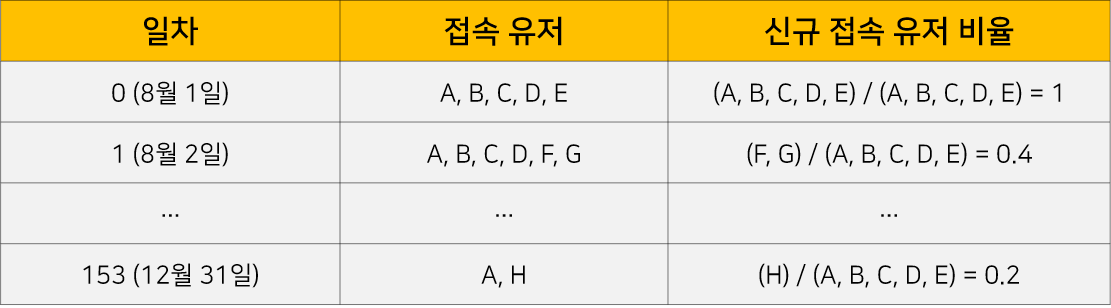 일차 접속 유저 신규 접속 유저 비율
0 (8월 1일) A, B, C, D, E (A, B, C, D, E) / (A, B, C, D, E) = 1
1 (8월 2일) A, B, C, D, F, G (F, G) / (A, B, C, D, E) = 0.4
... ... ...
153 (12월 31일) A, H (H) / (A, B, C, D, E) = 0.2